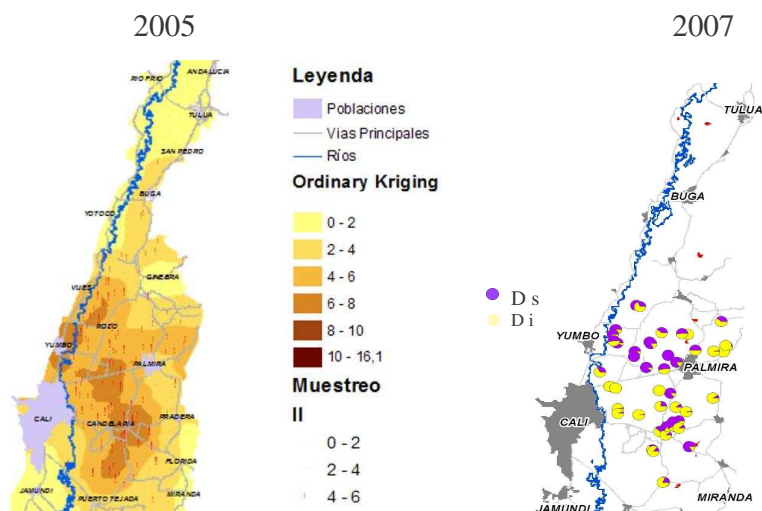 2005
2007
RIO FRIO
ANDALUCIA
TULUA
SAN PEDRO
BUGA
YOTOCO
GINEBRA
VIJES
ROZO
YUMBO
PALMIRA
CALI
PRADERA
CANDELARIA
FLORIDA
JAMUNDI
PUERTO TEJADA
MIRANDA
Leyenda
Poblaciones
Vias Principales
Ríos
Ordinary Kriging
0 - 2
2 - 4
4 - 6
6 - 8
8 - 10
10 - 16,1
Muestreo
II
0 - 2
2 - 4
4 - 6
D s
D i
TULUA
BUGA
YUMBO
PALMIRA
CALI
MIRANDA
JAMUNDI